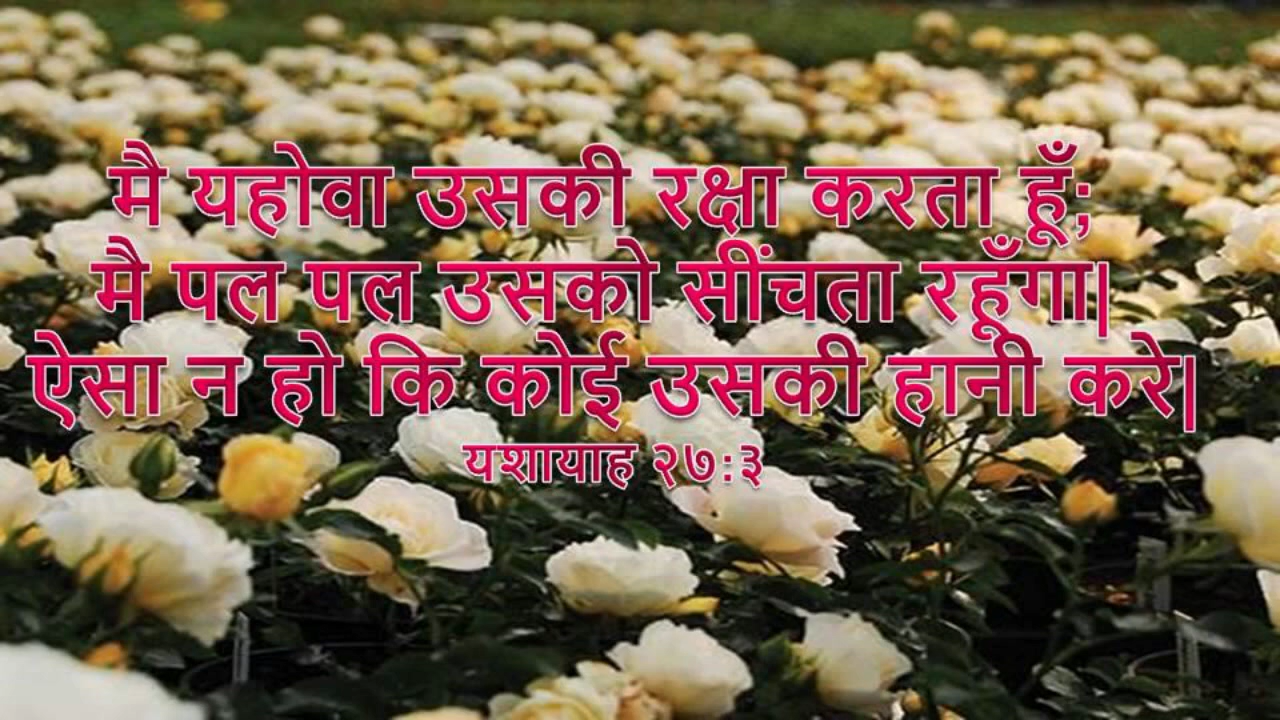 मै यहोवा उसकी रक्षा करता हूँ;
मै पल पल उसको सींचता रहूँगा|
ऐसा न हो कि कोई उसकी हानी करे|
यशायाह २७:३